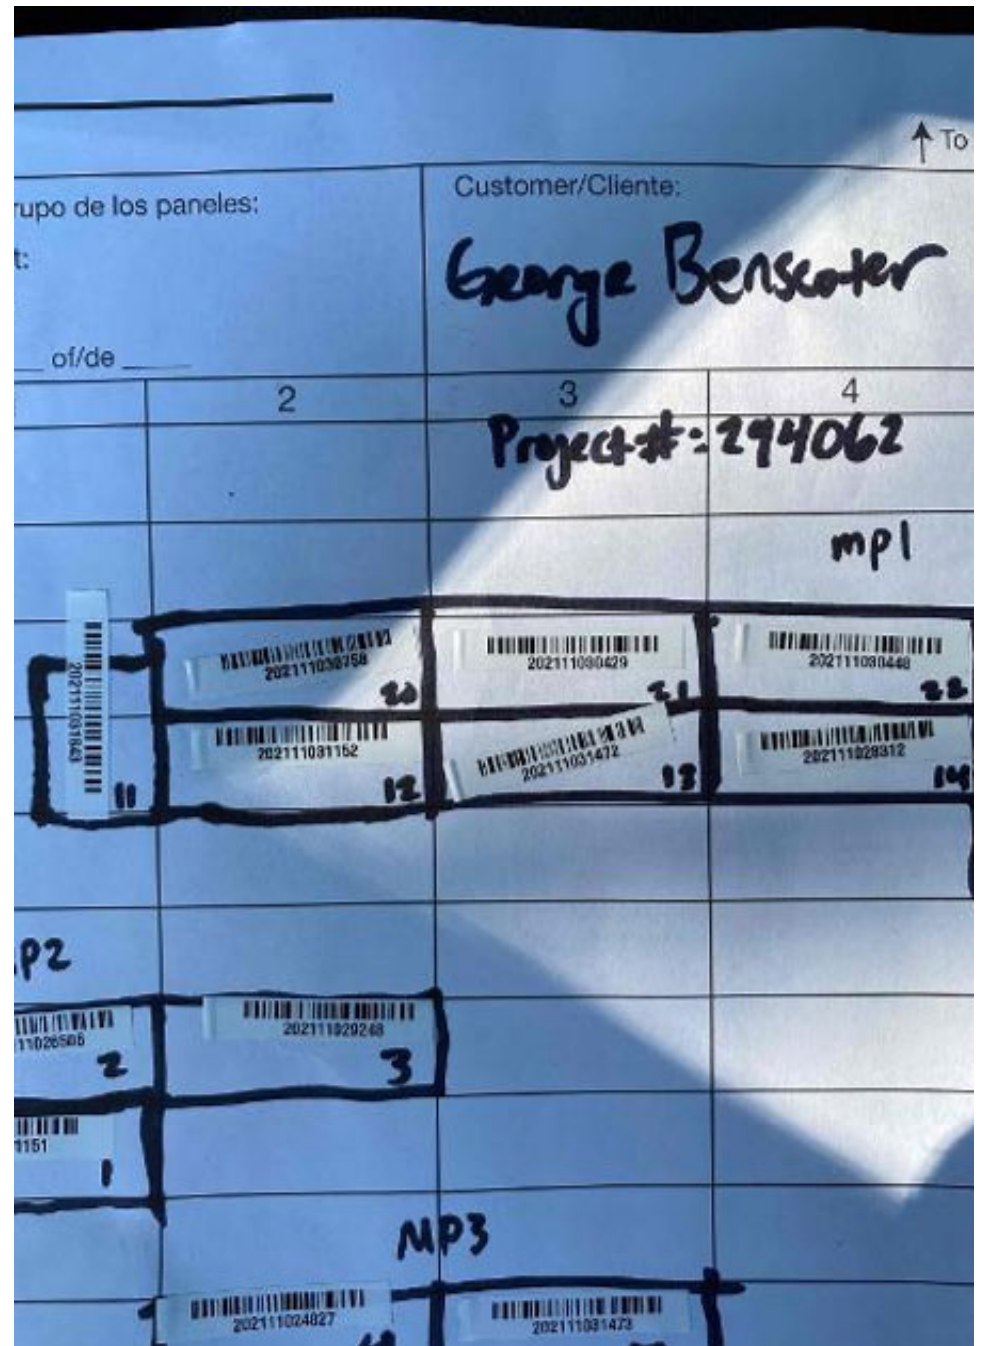 To
rupo de los paneles:
Customer/Cliente:
t:
George Benscoter
of/de
2 3 4
Project #: 294062
mp1
202111030429
202111030448
20 21 22
202111031843
202111031152
202111031472
202111028312
11 12 13 14
P2
202111029248
2 3
1151
1
MP3
202111024827
202111031473